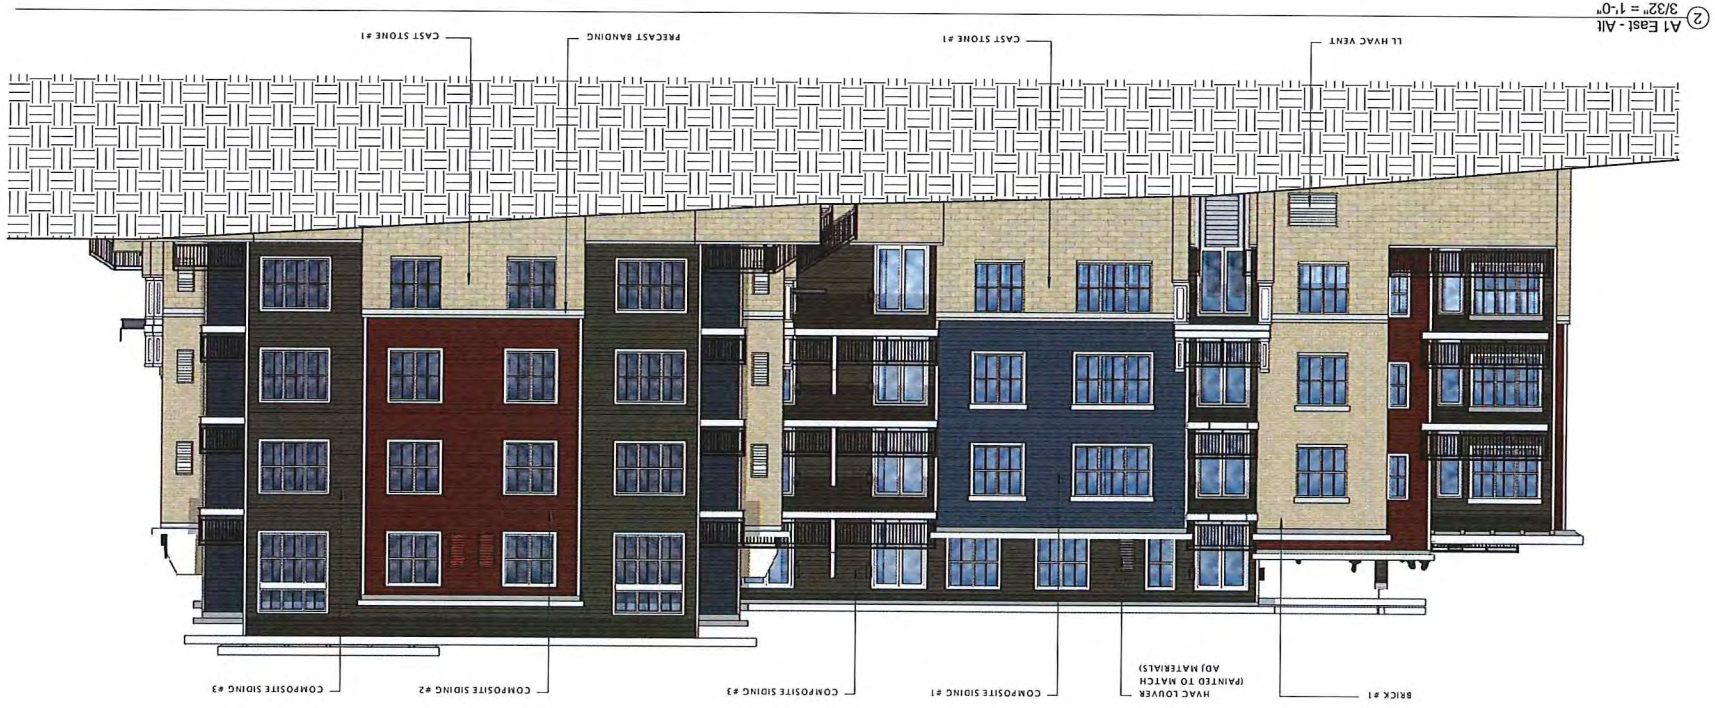 BRICK #1
HVAC LOUVER
(PAINTED TO MATCH
ADJ MATERIALS)
COMPOSITE SIDING #1
COMPOSITE SIDING #3
COMPOSITE SIDING #2
COMPOSITE SIDING #3
LL HVAC VENT
CAST STONE #1
PRECAST BANDING
CAST STONE #1
2
A1 East - Alt
3/32" = 1'-0"